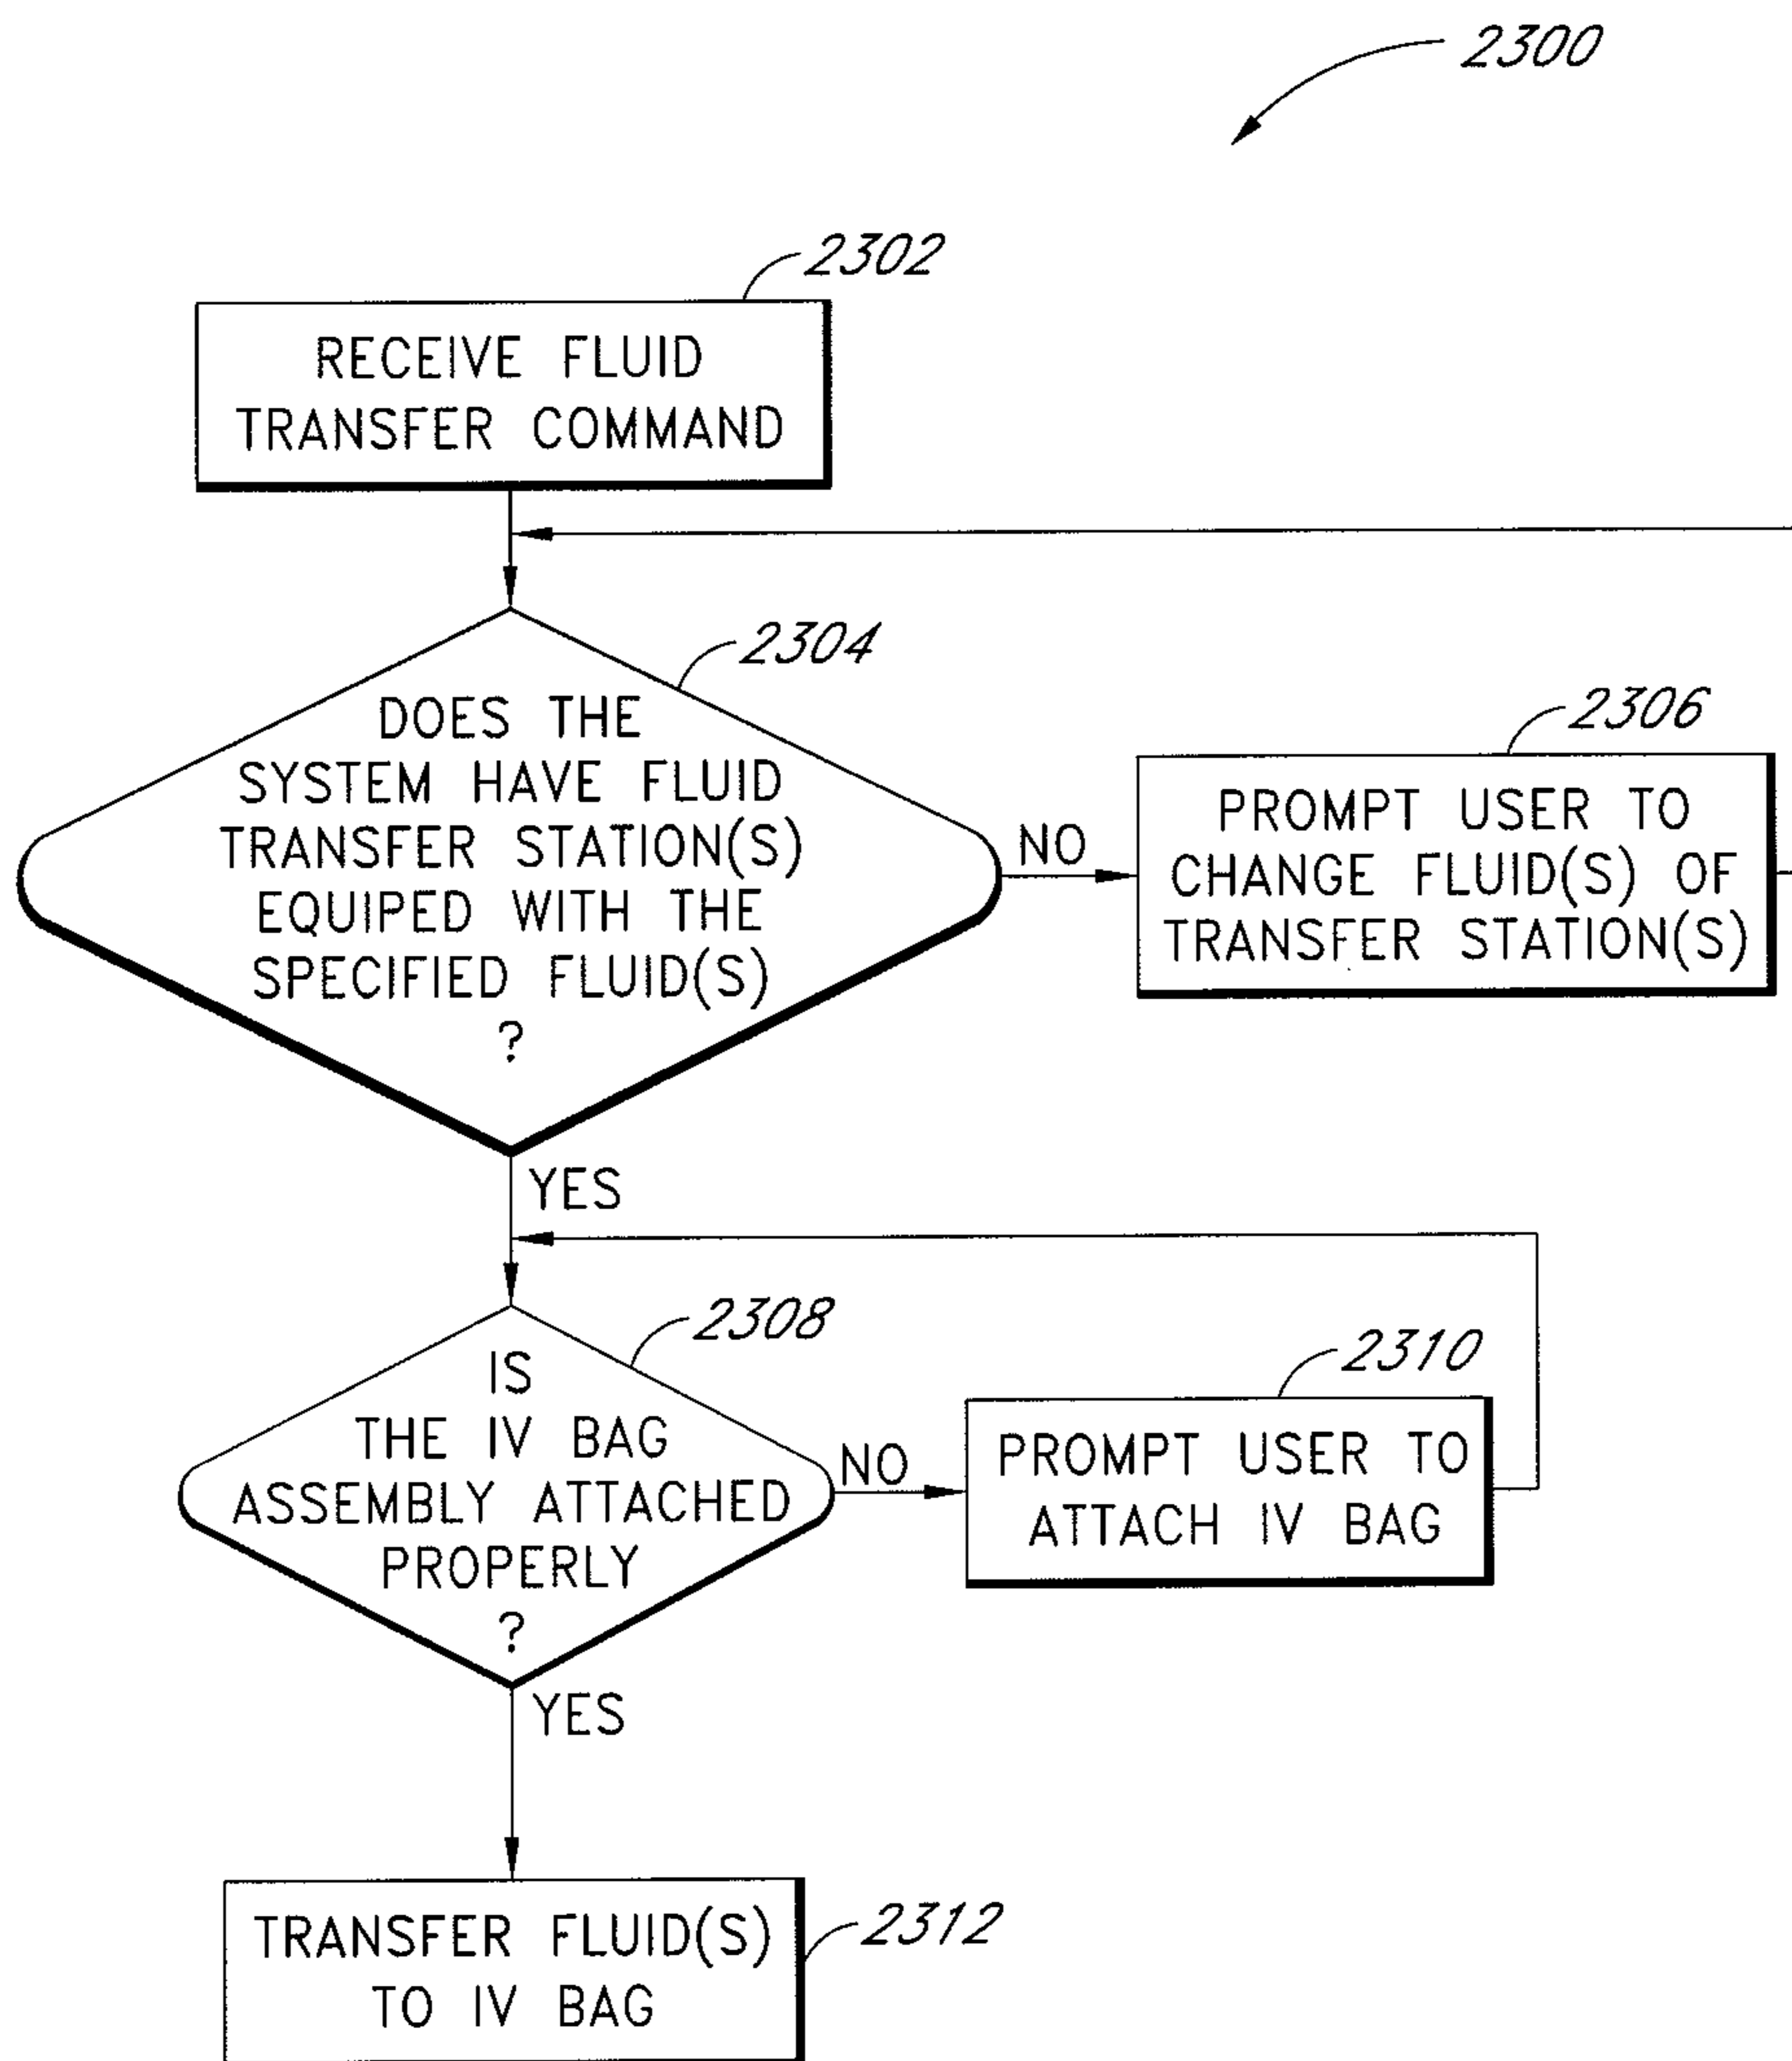 2300
2302
RECEIVE FLUID
TRANSFER COMMAND
2304
DOES THE
SYSTEM HAVE FLUID
TRANSFER STATION(S)
EQUIPED WITH THE
SPECIFIED FLUID(S)
?
NO
2306
PROMPT USER TO
CHANGE FLUID(S) OF
TRANSFER STATION(S)
YES
2308
IS
THE IV BAG
ASSEMBLY ATTACHED
PROPERLY
?
NO
2310
PROMPT USER TO
ATTACH IV BAG
YES
TRANSFER FLUID(S)
TO IV BAG
2312